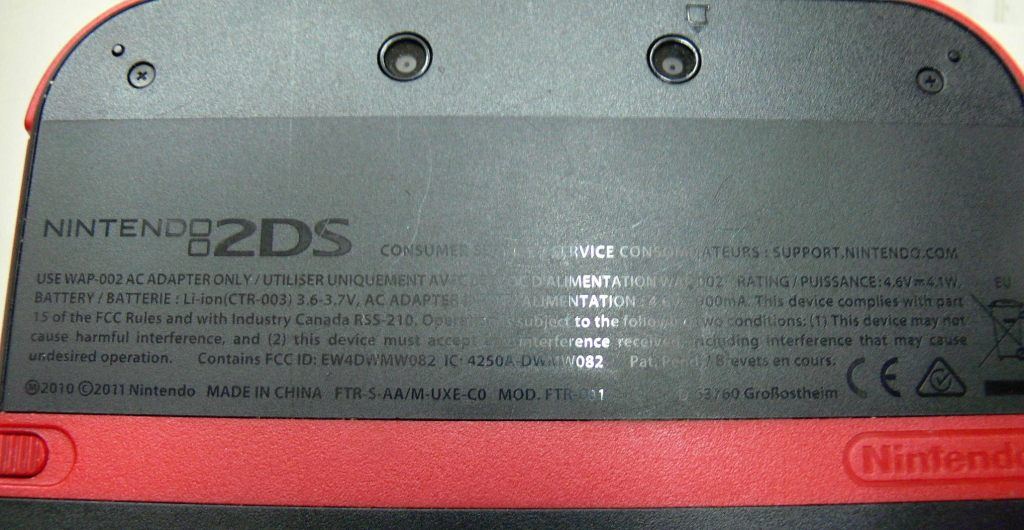 NINTENDO 2DS
CONSUMER SERVICE CONSOMMATEURS : SUPPORT.NINTENDO.COM
USE WAP-002 AC ADAPTER ONLY / UTILISER UNIQUEMENT AVEC D'ALIMENTATION RATING / PUISSANCE : 4.6V⎓4.1W.
EU
BATTERY / BATTERIE : Li-ion(CTR-003) 3.6-3.7V, AC ADAPTER ALIMENTATION : 900mA. This device complies with part
15 of the FCC Rules and with Industry Canada RSS-210. Operation subject to the following two conditions: (1) This device may not
cause harmful interference, and (2) this device must accept interference received, including interference that may cause
undesired operation. Contains FCC ID: EW4DWMW082 IC: 4250A-DWMW082 Pat. Pend. / Brevets en cours.
CE
Ⓜ2010 ©2011 Nintendo MADE IN CHINA FTR-S-AA/M-UXE-C0 MOD. FTR-001 D 63760 Großostheim
Nintendo